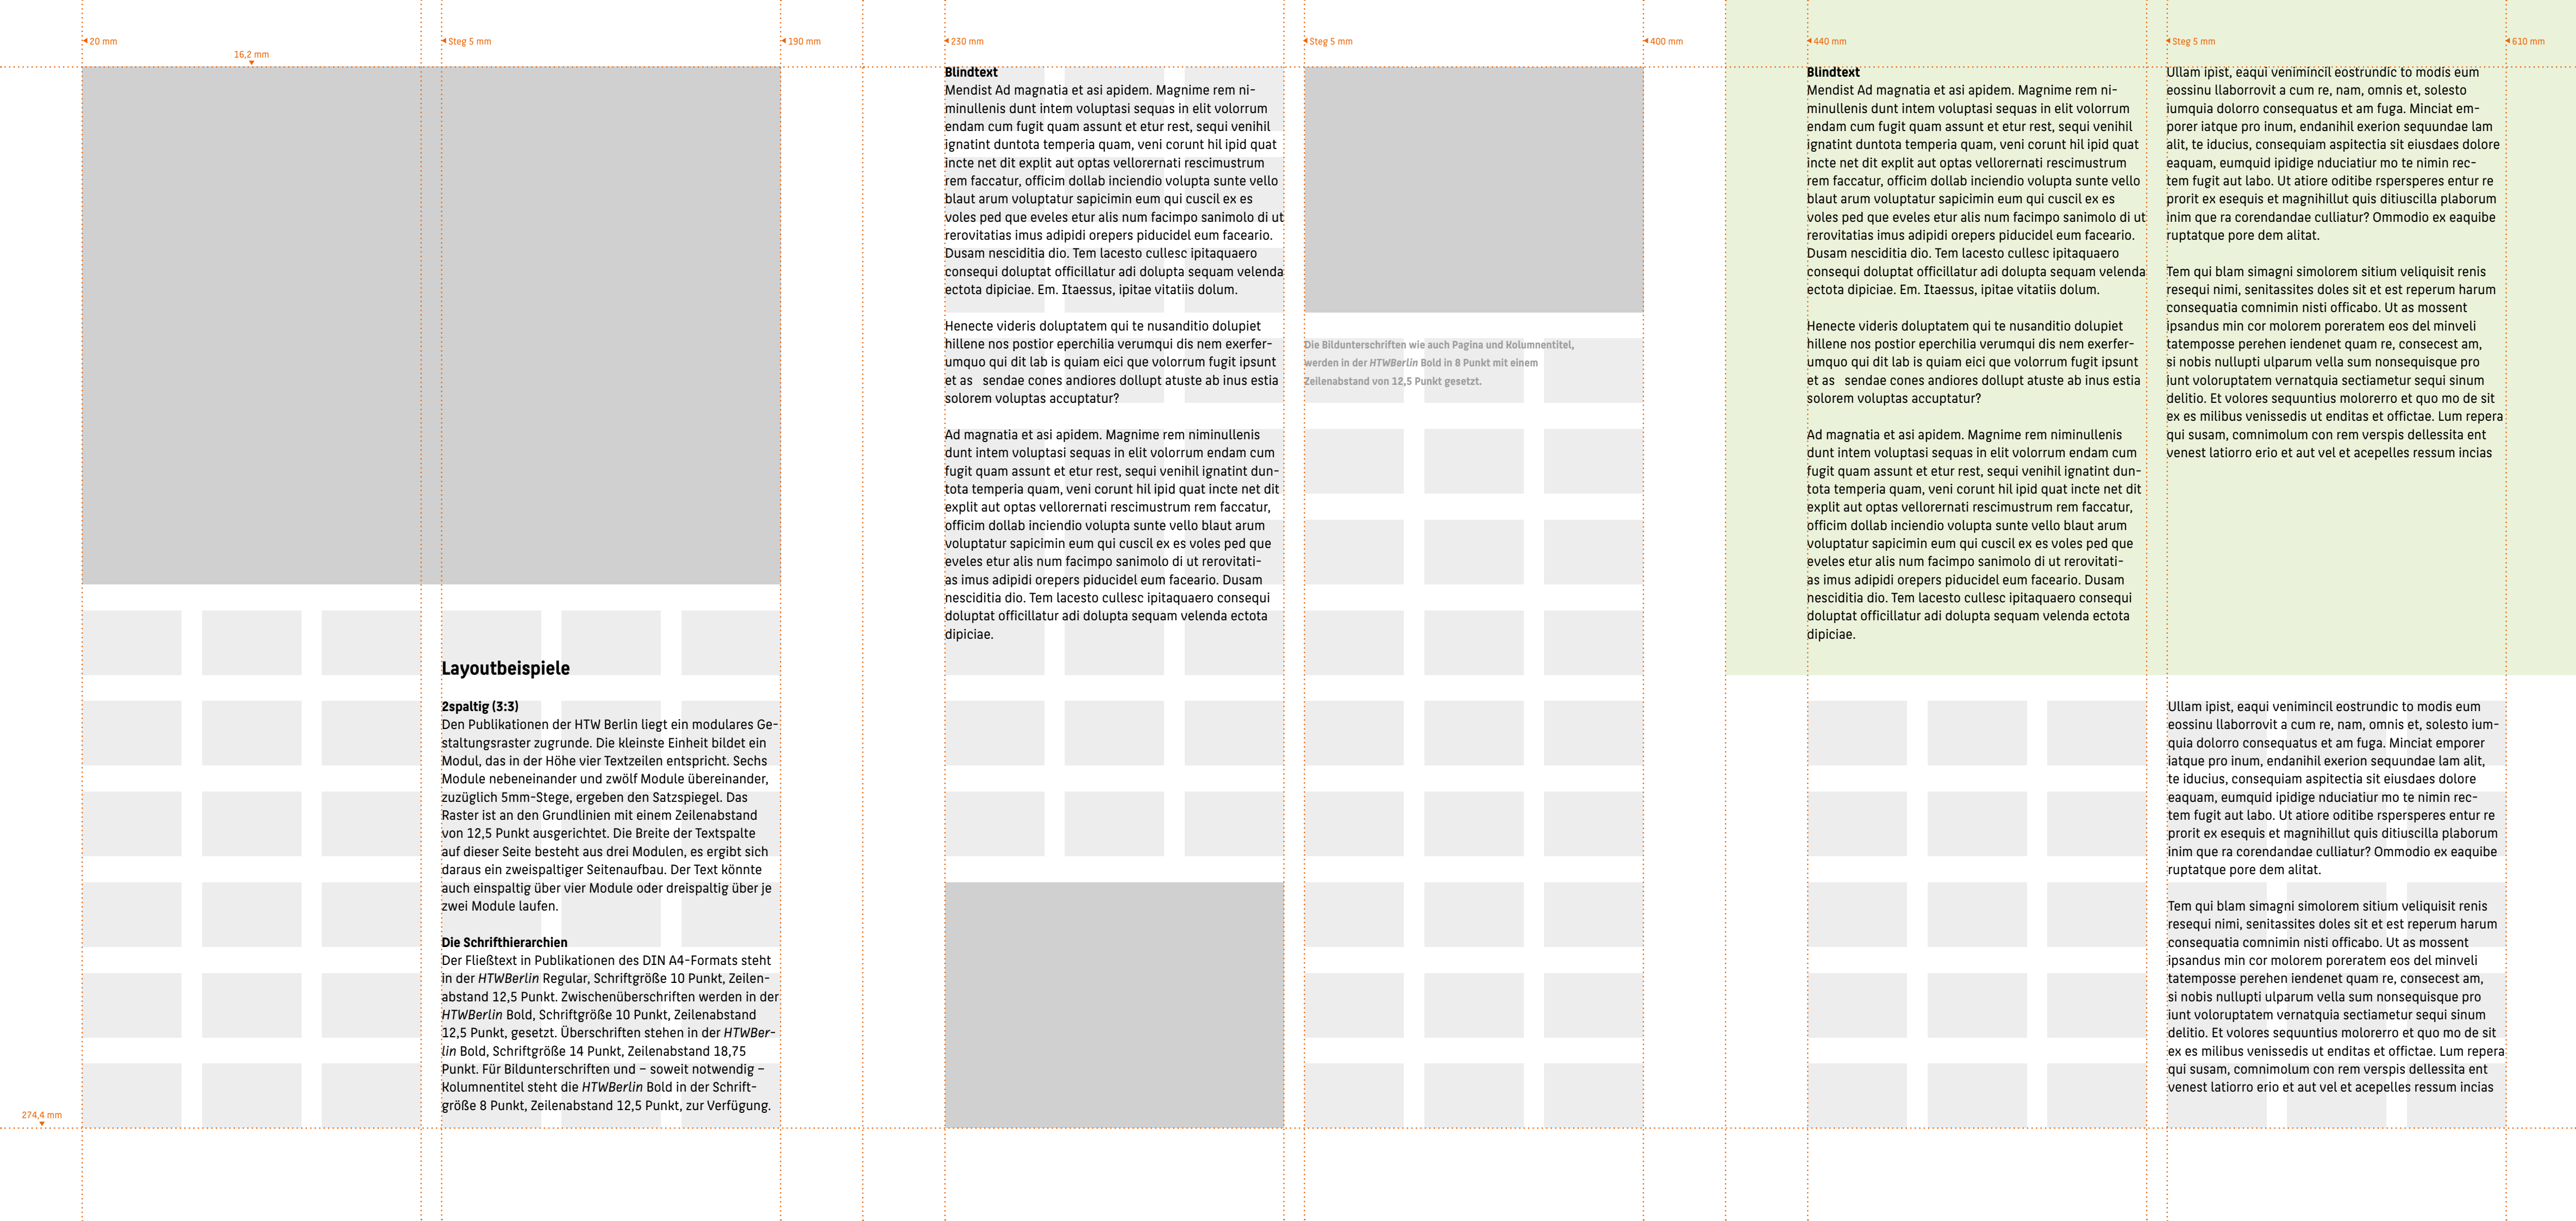 20 mm
16,2 mm
Steg 5 mm
190 mm
230 mm
Steg 5 mm
400 mm
440 mm
Steg 5 mm
610 mm
274,4 mm
Layoutbeispiele
2spaltig (3:3)
Den Publikationen der HTW Berlin liegt ein modulares Ge-
staltungsraster zugrunde. Die kleinste Einheit bildet ein
Modul, das in der Höhe vier Textzeilen entspricht. Sechs
Module nebeneinander und zwölf Module übereinander,
zuzüglich 5mm-Stege, ergeben den Satzspiegel. Das
Raster ist an den Grundlinien mit einem Zeilenabstand
von 12,5 Punkt ausgerichtet. Die Breite der Textspalte
auf dieser Seite besteht aus drei Modulen, es ergibt sich
daraus ein zweispaltiger Seitenaufbau. Der Text könnte
auch einspaltig über vier Module oder dreispaltig über je
zwei Module laufen.
Die Schrifthierarchien
Der Fließtext in Publikationen des DIN A4-Formats steht
in der HTWBerlin Regular, Schriftgröße 10 Punkt, Zeilen-
abstand 12,5 Punkt. Zwischenüberschriften werden in der
HTWBerlin Bold, Schriftgröße 10 Punkt, Zeilenabstand
12,5 Punkt, gesetzt. Überschriften stehen in der HTWBer-
lin Bold, Schriftgröße 14 Punkt, Zeilenabstand 18,75
Punkt. Für Bildunterschriften und – soweit notwendig –
Kolumnentitel steht die HTWBerlin Bold in der Schrift-
größe 8 Punkt, Zeilenabstand 12,5 Punkt, zur Verfügung.
Blindtext
Mendist Ad magnatia et asi apidem. Magnime rem ni-
minullenis dunt intem voluptasi sequas in elit volorrum
endam cum fugit quam assunt et etur rest, sequi venihil
ignatint duntota temperia quam, veni corunt hil ipid quat
incte net dit explit aut optas vellorernati rescimustrum
rem faccatur, officim dollab inciendio volupta sunte vello
blaut arum voluptatur sapicimin eum qui cuscil ex es
voles ped que eveles etur alis num facimpo sanimolo di ut
rerovitatias imus adipidi orepers piducidel eum faceario.
Dusam nesciditia dio. Tem lacesto cullesc ipitaquaero
consequi doluptat officillatur adi dolupta sequam velenda
ectota dipiciae. Em. Itaessus, ipitae vitatiis dolum.
Henecte videris doluptatem qui te nusanditio dolupiet
hillene nos postior eperchilia verumqui dis nem exerfer-
umquo qui dit lab is quiam eici que volorrum fugit ipsunt
et as   sendae cones andiores dollupt atuste ab inus estia
solorem voluptas accuptatur?
Ad magnatia et asi apidem. Magnime rem niminullenis
dunt intem voluptasi sequas in elit volorrum endam cum
fugit quam assunt et etur rest, sequi venihil ignatint dun-
tota temperia quam, veni corunt hil ipid quat incte net dit
explit aut optas vellorernati rescimustrum rem faccatur,
officim dollab inciendio volupta sunte vello blaut arum
voluptatur sapicimin eum qui cuscil ex es voles ped que
eveles etur alis num facimpo sanimolo di ut rerovitati-
as imus adipidi orepers piducidel eum faceario. Dusam
nesciditia dio. Tem lacesto cullesc ipitaquaero consequi
doluptat officillatur adi dolupta sequam velenda ectota
dipiciae.
Die Bildunterschriften wie auch Pagina und Kolumnentitel,
werden in der HTWBerlin Bold in 8 Punkt mit einem
Zeilenabstand von 12,5 Punkt gesetzt.
Blindtext
Mendist Ad magnatia et asi apidem. Magnime rem ni-
minullenis dunt intem voluptasi sequas in elit volorrum
endam cum fugit quam assunt et etur rest, sequi venihil
ignatint duntota temperia quam, veni corunt hil ipid quat
incte net dit explit aut optas vellorernati rescimustrum
rem faccatur, officim dollab inciendio volupta sunte vello
blaut arum voluptatur sapicimin eum qui cuscil ex es
voles ped que eveles etur alis num facimpo sanimolo di ut
rerovitatias imus adipidi orepers piducidel eum faceario.
Dusam nesciditia dio. Tem lacesto cullesc ipitaquaero
consequi doluptat officillatur adi dolupta sequam velenda
ectota dipiciae. Em. Itaessus, ipitae vitatiis dolum.
Henecte videris doluptatem qui te nusanditio dolupiet
hillene nos postior eperchilia verumqui dis nem exerfer-
umquo qui dit lab is quiam eici que volorrum fugit ipsunt
et as   sendae cones andiores dollupt atuste ab inus estia
solorem voluptas accuptatur?
Ad magnatia et asi apidem. Magnime rem niminullenis
dunt intem voluptasi sequas in elit volorrum endam cum
fugit quam assunt et etur rest, sequi venihil ignatint dun-
tota temperia quam, veni corunt hil ipid quat incte net dit
explit aut optas vellorernati rescimustrum rem faccatur,
officim dollab inciendio volupta sunte vello blaut arum
voluptatur sapicimin eum qui cuscil ex es voles ped que
eveles etur alis num facimpo sanimolo di ut rerovitati-
as imus adipidi orepers piducidel eum faceario. Dusam
nesciditia dio. Tem lacesto cullesc ipitaquaero consequi
doluptat officillatur adi dolupta sequam velenda ectota
dipiciae.
Ullam ipist, eaqui venimincil eostrundic to modis eum
eossinu llaborrovit a cum re, nam, omnis et, solesto
iumquia dolorro consequatus et am fuga. Minciat em-
porer iatque pro inum, endanihil exerion sequundae lam
alit, te iducius, consequiam aspitectia sit eiusdaes dolore
eaquam, eumquid ipidige nduciatiur mo te nimin rec-
tem fugit aut labo. Ut atiore oditibe rspersperes entur re
prorit ex esequis et magnihillut quis ditiuscilla plaborum
inim que ra corendandae culliatur? Ommodio ex eaquibe
ruptatque pore dem alitat.
Tem qui blam simagni simolorem sitium veliquisit renis
resequi nimi, senitassites doles sit et est reperum harum
consequatia comnimin nisti officabo. Ut as mossent
ipsandus min cor molorem poreratem eos del minveli
tatemposse perehen iendenet quam re, consecest am,
si nobis nullupti ulparum vella sum nonsequisque pro
iunt voloruptatem vernatquia sectiametur sequi sinum
delitio. Et volores sequuntius molorerro et quo mo de sit
ex es milibus venissedis ut enditas et offictae. Lum repera
qui susam, comnimolum con rem verspis dellessita ent
venest latiorro erio et aut vel et acepelles ressum incias
Ullam ipist, eaqui venimincil eostrundic to modis eum
eossinu llaborrovit a cum re, nam, omnis et, solesto ium-
quia dolorro consequatus et am fuga. Minciat emporer
iatque pro inum, endanihil exerion sequundae lam alit,
te iducius, consequiam aspitectia sit eiusdaes dolore
eaquam, eumquid ipidige nduciatiur mo te nimin rec-
tem fugit aut labo. Ut atiore oditibe rspersperes entur re
prorit ex esequis et magnihillut quis ditiuscilla plaborum
inim que ra corendandae culliatur? Ommodio ex eaquibe
ruptatque pore dem alitat.
Tem qui blam simagni simolorem sitium veliquisit renis
resequi nimi, senitassites doles sit et est reperum harum
consequatia comnimin nisti officabo. Ut as mossent
ipsandus min cor molorem poreratem eos del minveli
tatemposse perehen iendenet quam re, consecest am,
si nobis nullupti ulparum vella sum nonsequisque pro
iunt voloruptatem vernatquia sectiametur sequi sinum
delitio. Et volores sequuntius molorerro et quo mo de sit
ex es milibus venissedis ut enditas et offictae. Lum repera
qui susam, comnimolum con rem verspis dellessita ent
venest latiorro erio et aut vel et acepelles ressum incias